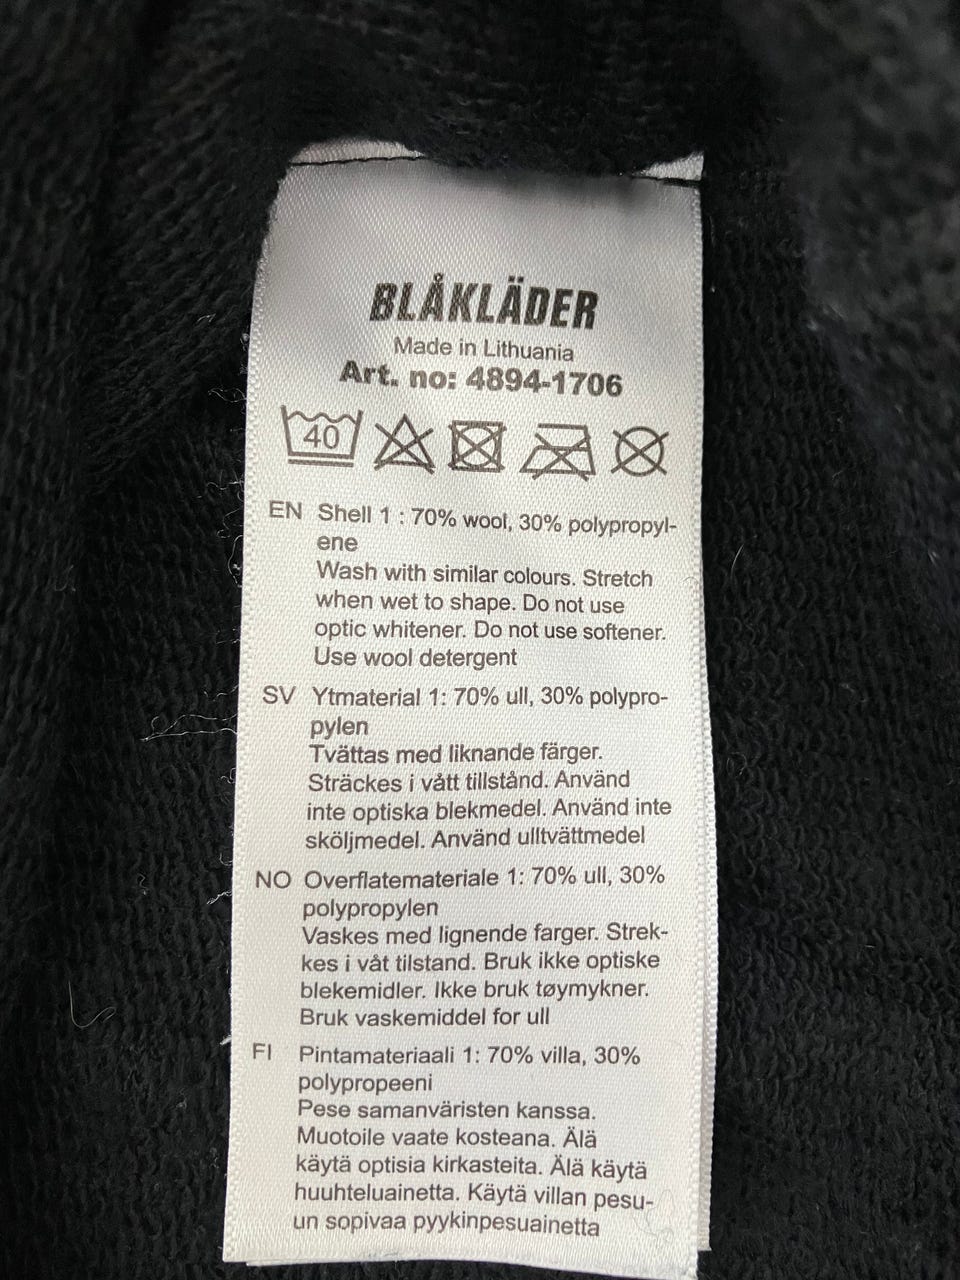 BLÅKLÄDER
Made in Lithuania
Art. no: 4894-1706
40
EN Shell 1 : 70% wool, 30% polypropyl-
ene
Wash with similar colours. Stretch
when wet to shape. Do not use
optic whitener. Do not use softener.
Use wool detergent
SV Ytmaterial 1: 70% ull, 30% polypro-
pylen
Tvättas med liknande färger.
Sträckes i vått tillstånd. Använd
inte optiska blekmedel. Använd inte
sköljmedel. Använd ulltvättmedel
NO Overflatemateriale 1: 70% ull, 30%
polypropylen
Vaskes med lignende farger. Strek-
kes i våt tilstand. Bruk ikke optiske
blekemidler. Ikke bruk tøymykner.
Bruk vaskemiddel for ull
FI Pintamateriaali 1: 70% villa, 30%
polypropeeni
Pese samanväristen kanssa.
Muotoile vaate kosteana. Älä
käytä optisia kirkasteita. Älä käytä
huuhteluainetta. Käytä villan pesu-
un sopivaa pyykinpesuainetta